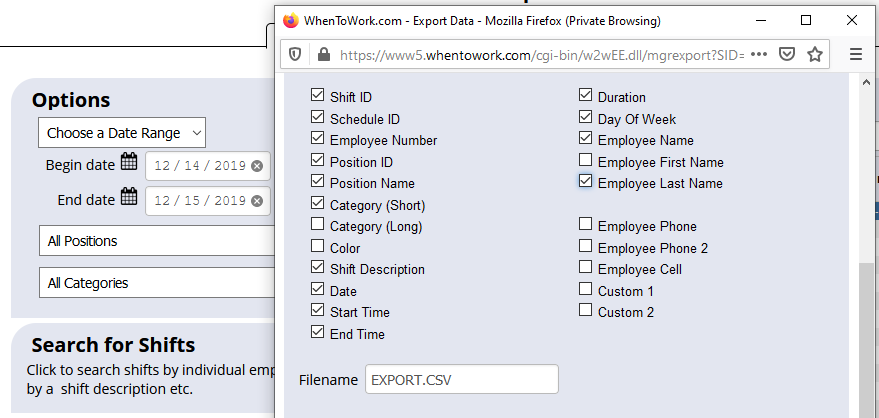 WhenToWork.com - Export Data - Mozilla Firefox (Private Browsing)
https://www5.whentowork.com/cgi-bin/w2wEE.dll/mgrexport?SID=
Options
Choose a Date Range
Begin date 12 / 14 / 2019
End date 12 / 15 / 2019
All Positions
All Categories
Search for Shifts
Click to search shifts by individual emp
by a shift description etc.
Shift ID
Schedule ID
Employee Number
Position ID
Position Name
Category (Short)
Category (Long)
Color
Shift Description
Date
Start Time
End Time
Duration
Day Of Week
Employee Name
Employee First Name
Employee Last Name
Employee Phone
Employee Phone 2
Employee Cell
Custom 1
Custom 2
Filename EXPORT.CSV